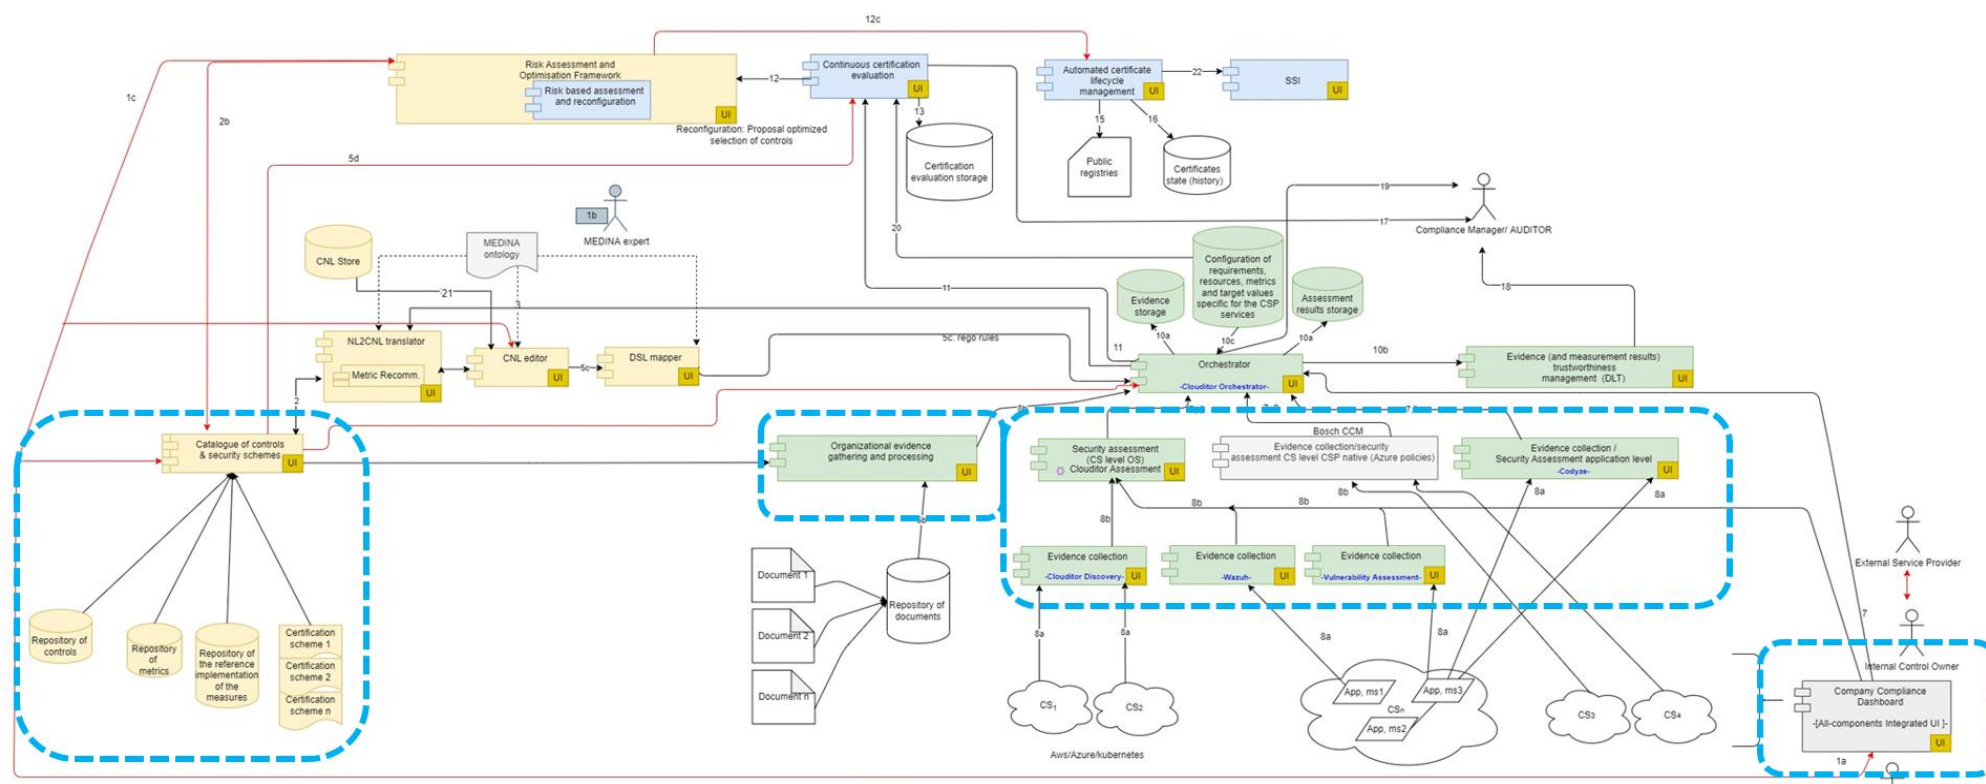 12c
1c
2b
Risk Assessment and
Optimisation Framework
Risk based assessment
and reconfiguration
UI
Reconfiguration: Proposal optimized
selection of controls
12
Continuous certification
evaluation
UI
13
Certification
evaluation storage
Automated certificate
lifecycle
management
UI
22
SSI
UI
15
16
Public
registries
Certificates
state (history)
5d
1b
MEDINA expert
MEDINA
ontology
CNL Store
21
3
20
19
17
Compliance Manager/ AUDITOR
18
11
Evidence
storage
Configuration of
requirements,
resources, metrics
and target values
specific for the CSP
services
Assessment
results storage
10a
10c
10a
NL2CNL translator
Metric Recomm.
UI
CNL editor
UI
5c
DSL mapper
UI
5c. rego rules
11
Orchestrator
-Clouditor Orchestrator-
UI
10b
Evidence (and measurement results)
trustworthiness
management (DLT)
UI
2
8b
Catalogue of controls
& security schemes
UI
Organizational evidence
gathering and processing
UI
Security assessment
(CS level OS)
Clouditor Assessment
UI
Bosch CCM
Evidence collection/security
assessment CS level CSP native (Azure policies)
Evidence collection /
Security Assessment application level
-Codyze-
UI
8b
8b
8b
8b
8a
8a
Evidence collection
-Clouditor Discovery-
UI
Evidence collection
-Wazuh-
UI
Evidence collection
-Vulnerability Assessment-
UI
External Service Provider
Document 1
Document 2
Document n
Repository of
documents
Repository of
controls
Repository
of
metrics
Repository of
the reference
implementation
of the
measures
Certification
scheme 1
Certification
scheme 2
Certification
scheme n
8a
8a
8a
8a
7
Internal Control Owner
CS1
CS2
App, ms1
App, ms3
CSn
App, ms2
CS3
CS4
Company Compliance
Dashboard
-[All-components Integrated UI ]-
UI
Aws/Azure/kubernetes
1a